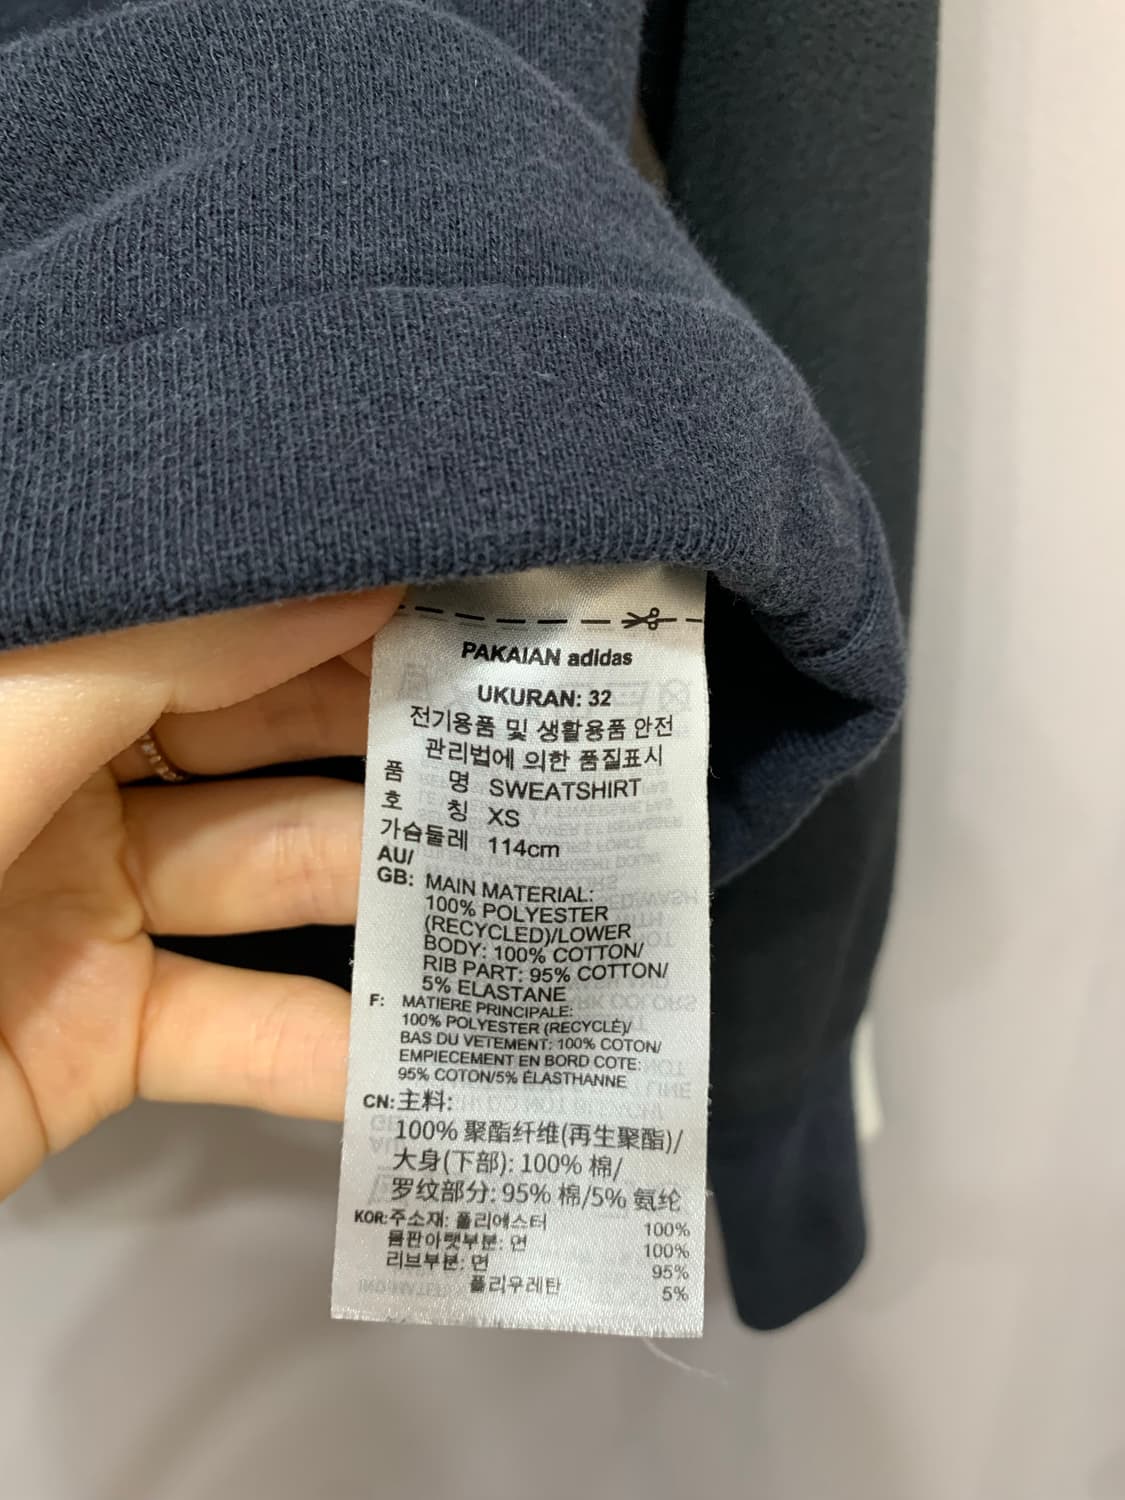 PAKAIAN adidas
UKURAN: 32
전기용품 및 생활용품 안전
관리법에 의한 품질표시
품 명 SWEATSHIRT
호 칭 XS
가슴둘레 114cm
AU/
GB: MAIN MATERIAL:
100% POLYESTER
(RECYCLED)/LOWER
BODY: 100% COTTON/
RIB PART: 95% COTTON/
5% ELASTANE
F: MATIERE PRINCIPALE:
100% POLYESTER (RECYCLÉ)/
BAS DU VETEMENT: 100% COTON/
EMPIECEMENT EN BORD COTE:
95% COTON/5% ÉLASTHANNE
CN: 主料:
100% 聚酯纤维(再生聚酯)/
大身(下部): 100% 棉/
罗纹部分: 95% 棉/5% 氨纶
KOR: 주소재: 폴리에스터 100%
몸판아랫부분: 면 100%
리브부분: 면 95%
폴리우레탄 5%